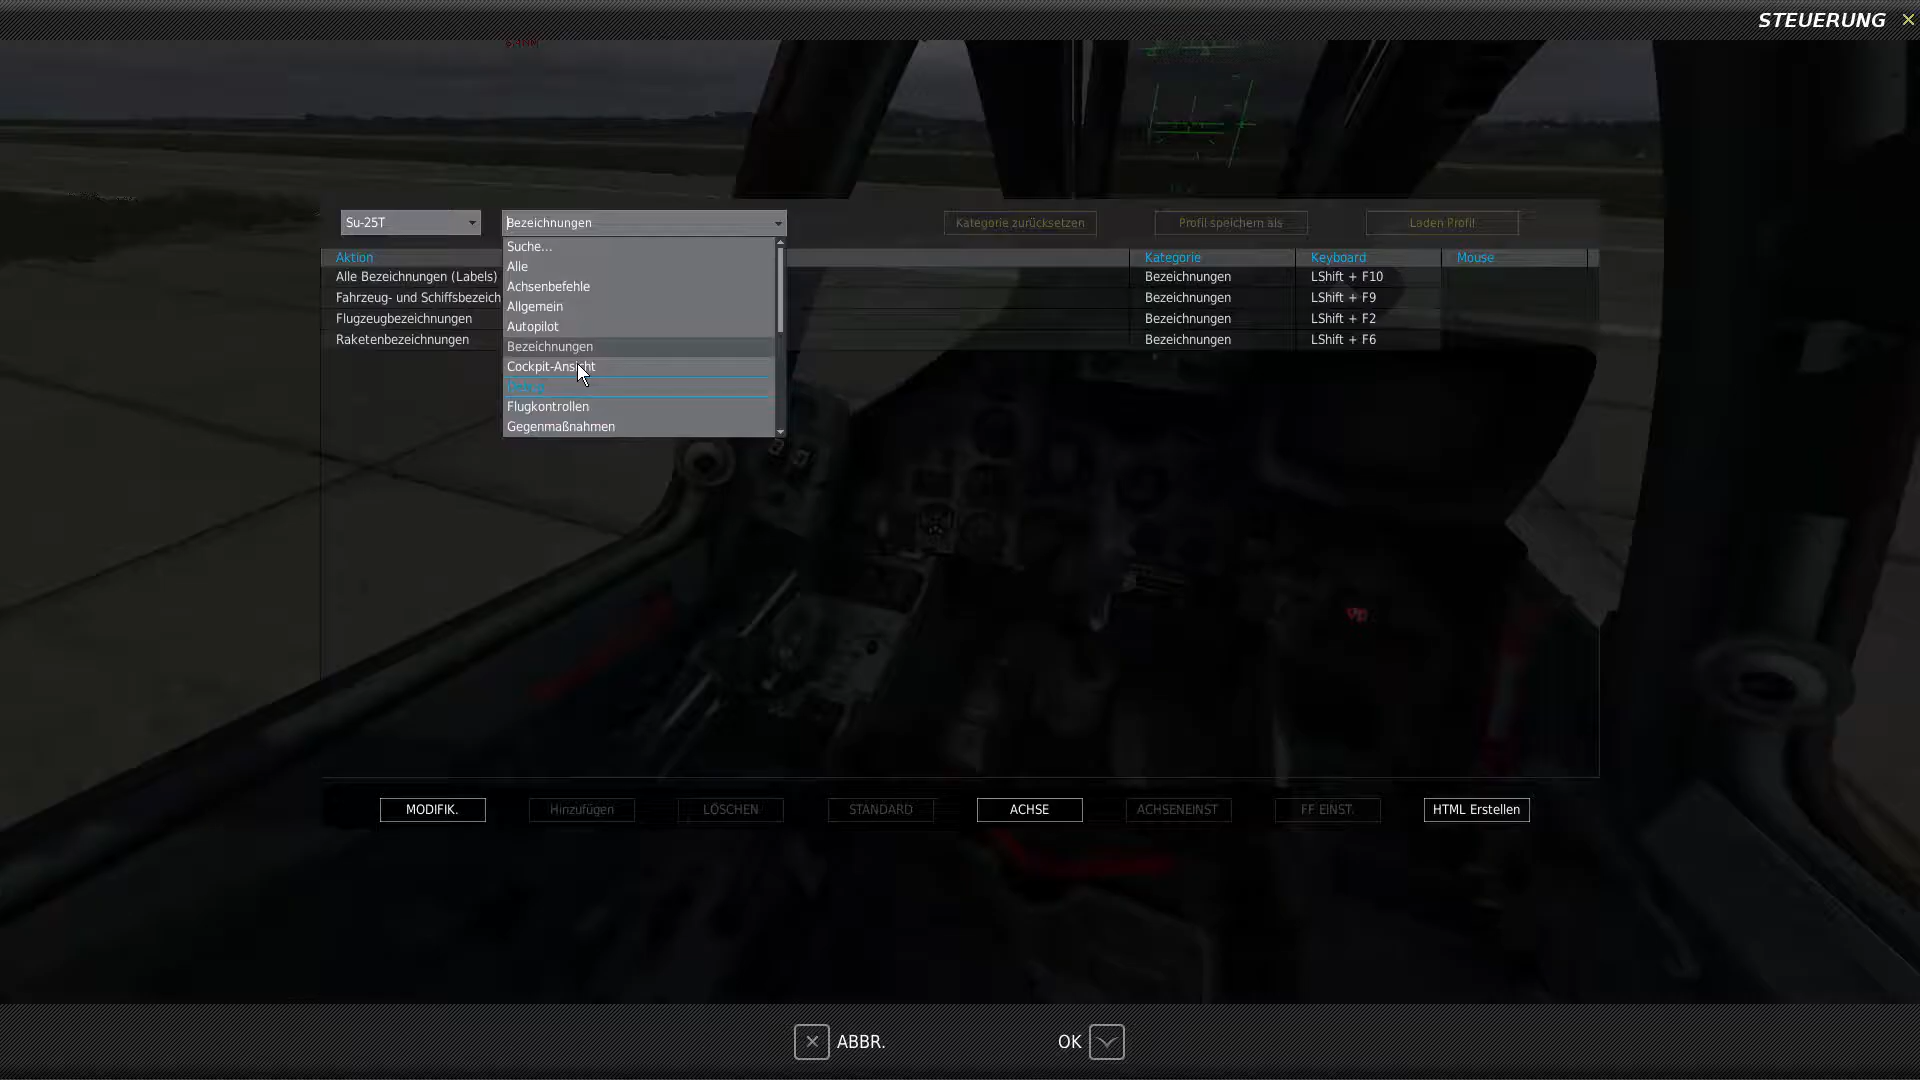 STEUERUNG
Su-25T
Bezeichnungen
Kategorie zurücksetzen
Profil speichern als
Laden Profil
Suche...
Alle
Achsenbefehle
Allgemein
Autopilot
Bezeichnungen
Cockpit-Ansicht
Debug
Flugkontrollen
Gegenmaßnahmen
Aktion Kategorie Keyboard Mouse
Alle Bezeichnungen (Labels) Bezeichnungen LShift + F10
Fahrzeug- und Schiffsbezeich Bezeichnungen LShift + F9
Flugzeugbezeichnungen Bezeichnungen LShift + F2
Raketenbezeichnungen Bezeichnungen LShift + F6
MODIFIK. Hinzufügen LÖSCHEN STANDARD ACHSE ACHSENEINST FF EINST. HTML Erstellen
ABBR. OK